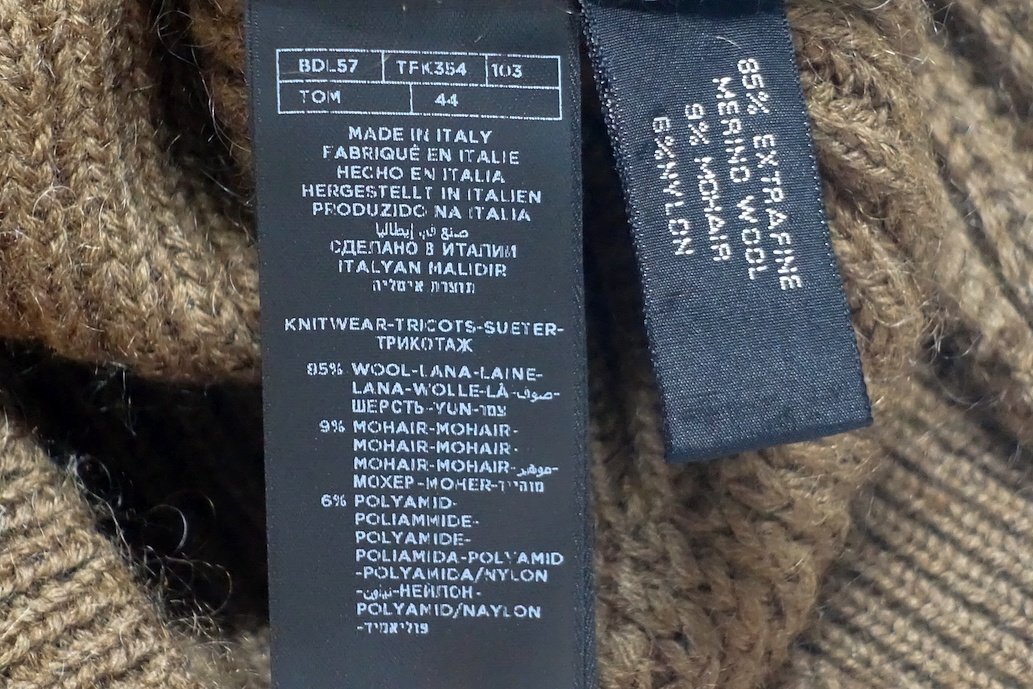 BDL57 TFK354 103
TOM 44
MADE IN ITALY
FABRIQUÉ EN ITALIE
HECHO EN ITALIA
HERGESTELLT IN ITALIEN
PRODUZIDO NA ITALIA
صنع في إيطاليا
СДЕЛАНО В ИТАЛИИ
ITALYAN MALIDIR
תוצרת איטליה
KNITWEAR-TRICOTS-SUETER-
ТРИКОТАЖ
85% WOOL-LANA-LAINE-
LANA-WOLLE-LÀ-صوف-
ШЕРСТЬ-YUN-צמר
9% MOHAIR-MOHAIR-
MOHAIR-MOHAIR-
MOHAIR-MOHAIR-موهير-
МОХЕР-MOHER-מוהייר
6% POLYAMID-
POLIAMMIDE-
POLYAMIDE-
POLIAMIDA-POLYAMID
-POLYAMIDA/NYLON
-نيلون-НЕЙЛОН-
POLYAMID/NAYLON
-פוליאמיד
85% EXTRAFINE
MERINO WOOL
9% MOHAIR
6%NYLON